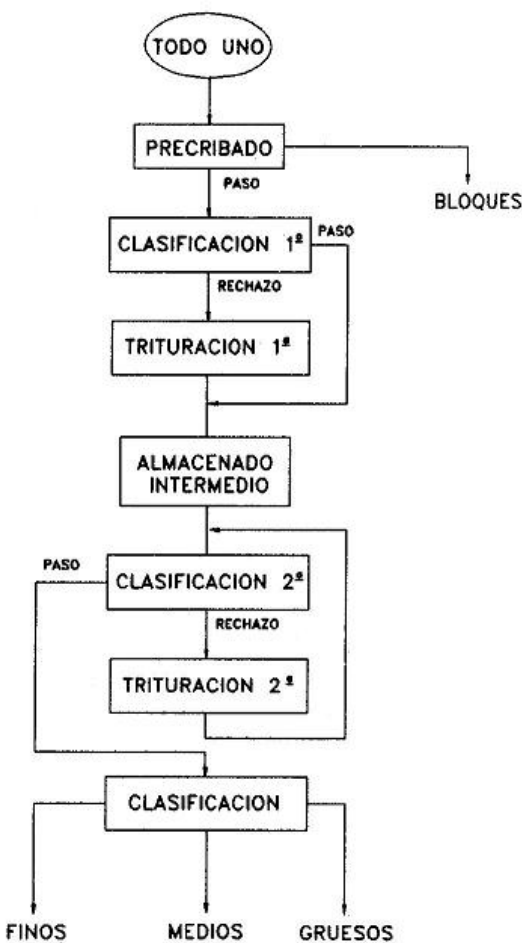 TODO UNO
PRECRIBADO
PASO
BLOQUES
CLASIFICACION 1º
PASO
RECHAZO
TRITURACION 1ª
ALMACENADO
INTERMEDIO
PASO
CLASIFICACION 2ª
RECHAZO
TRITURACION 2ª
CLASIFICACION
FINOS
MEDIOS
GRUESOS